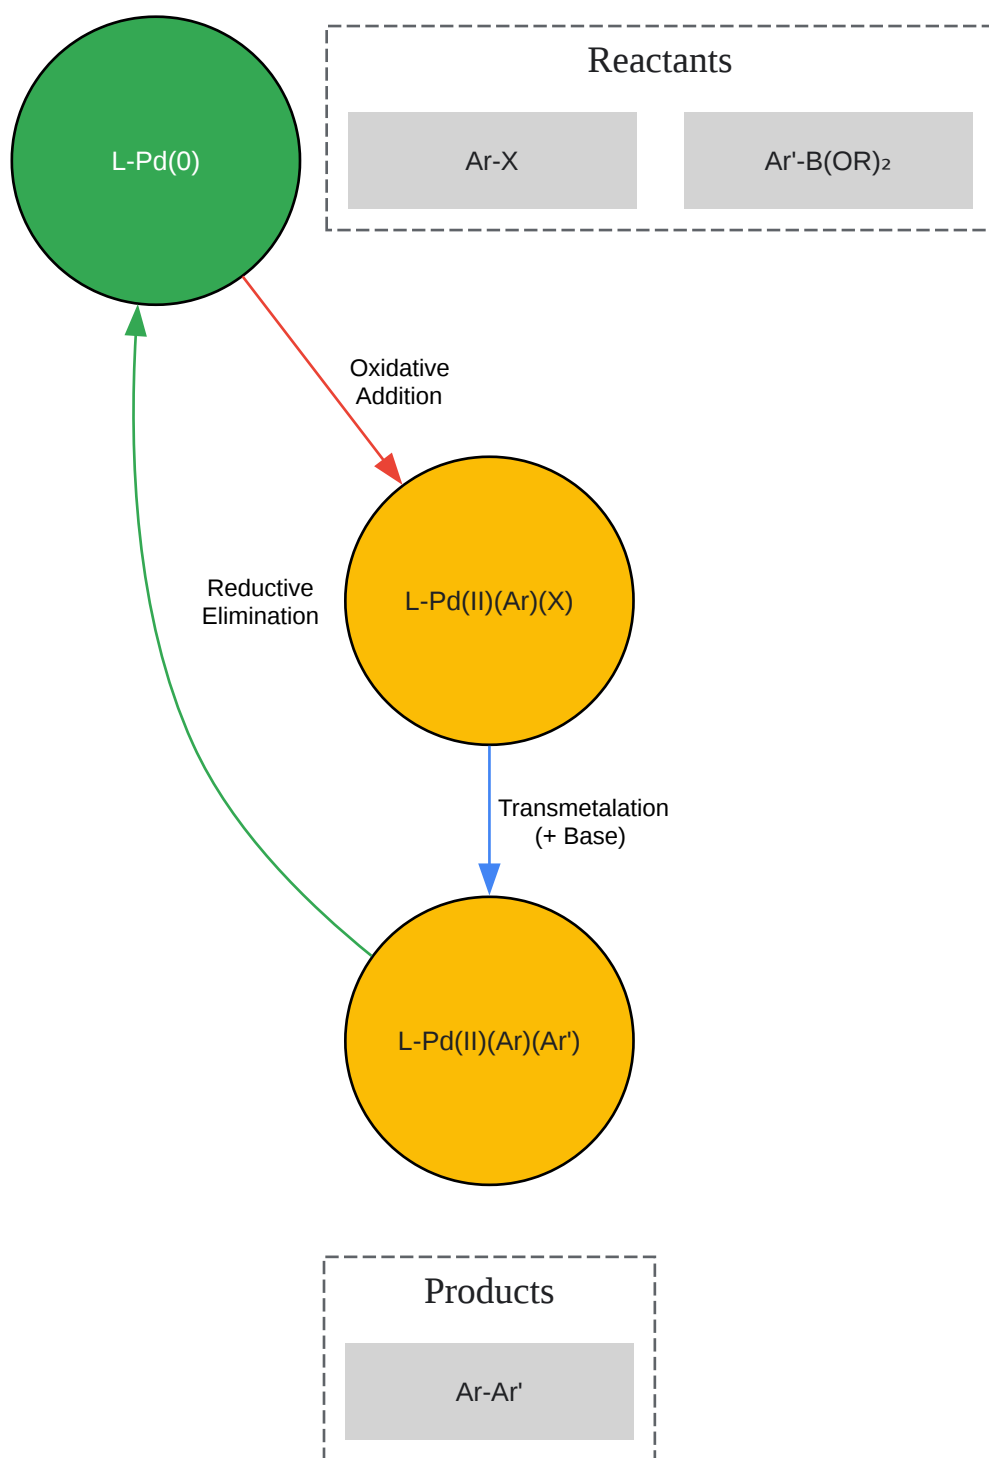 Reactants
L-Pd(0)
Ar-X
Ar'-B(OR)₂
Oxidative
Addition
Reductive
Elimination
L-Pd(II)(Ar)(X)
Transmetalation
(+ Base)
L-Pd(II)(Ar)(Ar')
Products
Ar-Ar'